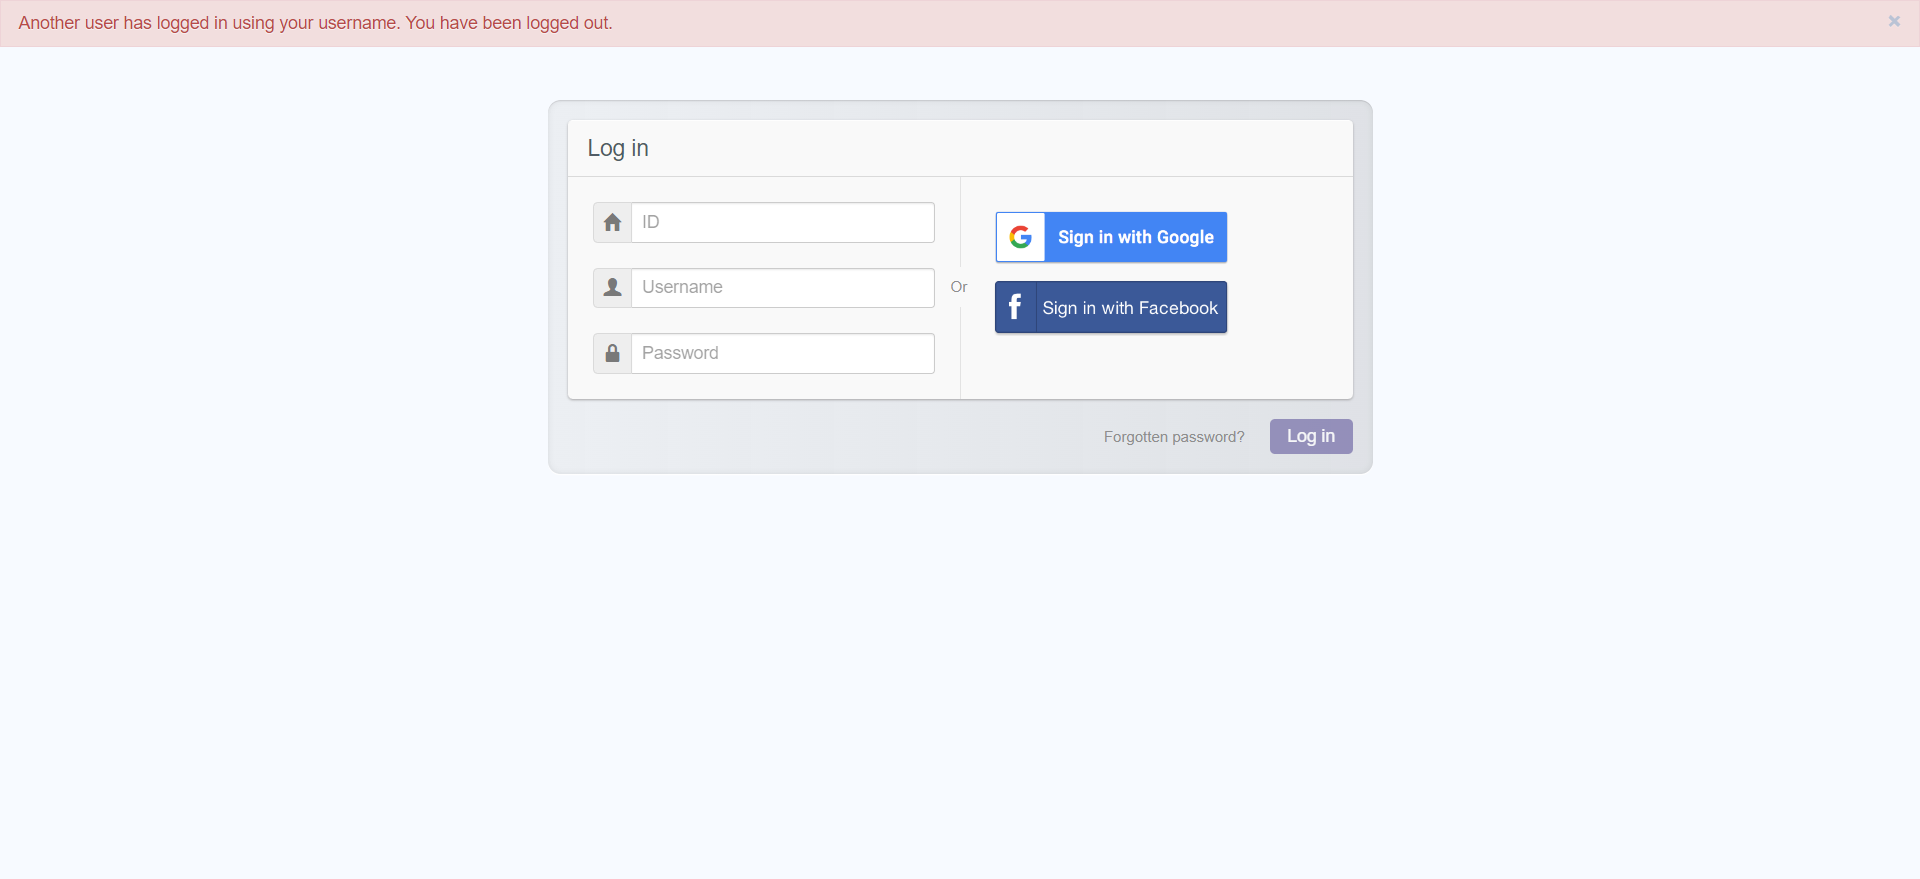 Another user has logged in using your username. You have been logged out.
×
Log in
ID
Username
Password
Or
Sign in with Google
Sign in with Facebook
Forgotten password?
Log in